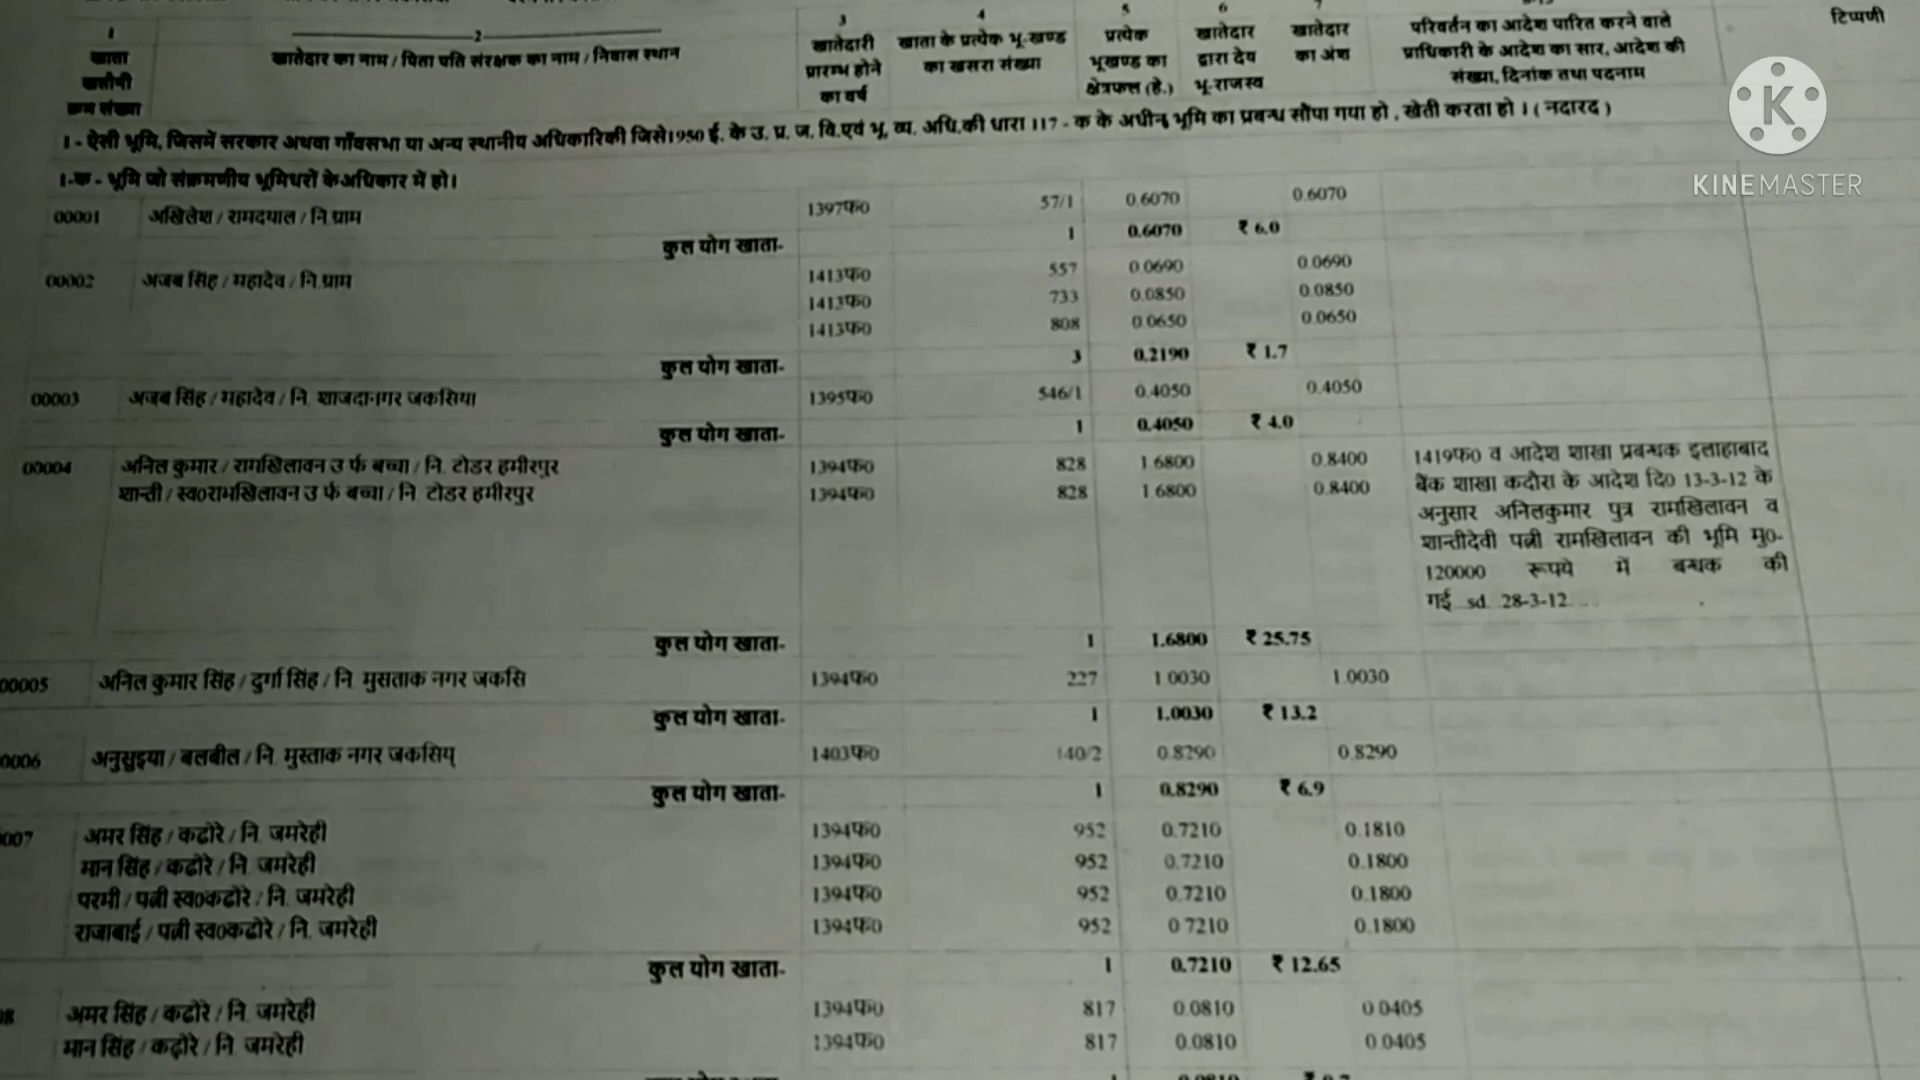 1 2 3 4 5 6 7
खाता खतौनी क्रम संख्या
खातेदार का नाम / पिता पति संरक्षक का नाम / निवास स्थान
खातेदारी प्रारम्भ होने का वर्ष
खाता के प्रत्येक भू-खण्ड का खसरा संख्या
प्रत्येक भूखण्ड का क्षेत्रफल (हे.)
खातेदार द्वारा देय भू-राजस्व
खातेदार का अंश
परिवर्तन का आदेश पारित करने वाले
प्राधिकारी के आदेश का सार, आदेश की
संख्या, दिनांक तथा पदनाम
टिप्पणी
K
KINEMASTER
1 - ऐसी भूमि, जिसमें सरकार अथवा गाँवसभा या अन्य स्थानीय अधिकारिकी जिसे1950 ई. के उ. प्र. ज. वि.एवं भू. व्य. अधि.की धारा 117 - क के अधीन भूमि का प्रबन्ध सौंपा गया हो , खेती करता हो । ( नदारद )
1-क - भूमि जो संक्रमणीय भूमिधरों के अधिकार में हो।
00001 अखिलेश / रामदयाल / नि ग्राम 1397फ0 57/1 0.6070 0.6070
कुल योग खाता- 1 0.6070 ₹ 6.0
00002 अजब सिंह / महादेव / नि ग्राम 1413फ0 557 0.0690 0.0690
1413फ0 733 0.0850 0.0850
1413फ0 808 0.0650 0.0650
कुल योग खाता- 3 0.2190 ₹ 1.7
00003 अजब सिंह / महादेव / नि. शाजदानगर जकसिया 1395फ0 546/1 0.4050 0.4050
कुल योग खाता- 1 0.4050 ₹ 4.0
00004 अनिल कुमार / रामखिलावन उ र्फ बच्चा / नि. टोडर हमीरपुर 1394फ0 828 1.6800 0.8400
शान्ती / स्व0रामखिलावन उ र्फ बच्चा / नि टोडर हमीरपुर 1394फ0 828 1.6800 0.8400
1419फ0 व आदेश शाखा प्रबन्धक इलाहाबाद
बैंक शाखा कदौरा के आदेश दि0 13-3-12 के
अनुसार अनिलकुमार पुत्र रामखिलावन व
शान्तीदेवी पत्नी रामखिलावन की भूमि मु0-
120000 रूपये में बन्धक की
गई sd 28-3-12
कुल योग खाता- 1 1.6800 ₹ 25.75
00005 अनिल कुमार सिंह / दुर्गा सिंह / नि. मुसताक नगर जकसि 1394फ0 227 1.0030 1.0030
कुल योग खाता- 1 1.0030 ₹ 13.2
0006 अनुसुइया / बलबील / नि. मुस्ताक नगर जकसिय् 1403फ0 140/2 0.8290 0.8290
कुल योग खाता- 1 0.8290 ₹ 6.9
007 अमर सिंह / कढोरे / नि. जमरेही 1394फ0 952 0.7210 0.1810
मान सिंह / कढोरे / नि. जमरेही 1394फ0 952 0.7210 0.1800
परमी / पत्नी स्व0कढोरे / नि. जमरेही 1394फ0 952 0.7210 0.1800
राजाबाई / पत्नी स्व0कढोरे / नि. जमरेही 1394फ0 952 0.7210 0.1800
कुल योग खाता- 1 0.7210 ₹ 12.65
08 अमर सिंह / कढोरे / नि. जमरेही 1394फ0 817 0.0810 0.0405
मान सिंह / कढ़ोरे / नि. जमरेही 1394फ0 817 0.0810 0.0405